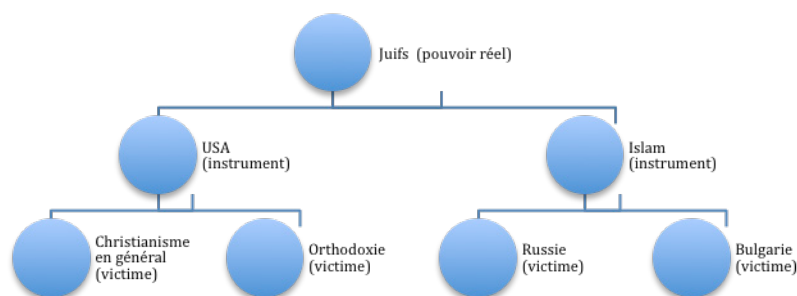 Juifs (pouvoir réel)
USA
(instrument)
Islam
(instrument)
Christianisme
en général
(victime)
Orthodoxie
(victime)
Russie
(victime)
Bulgarie
(victime)